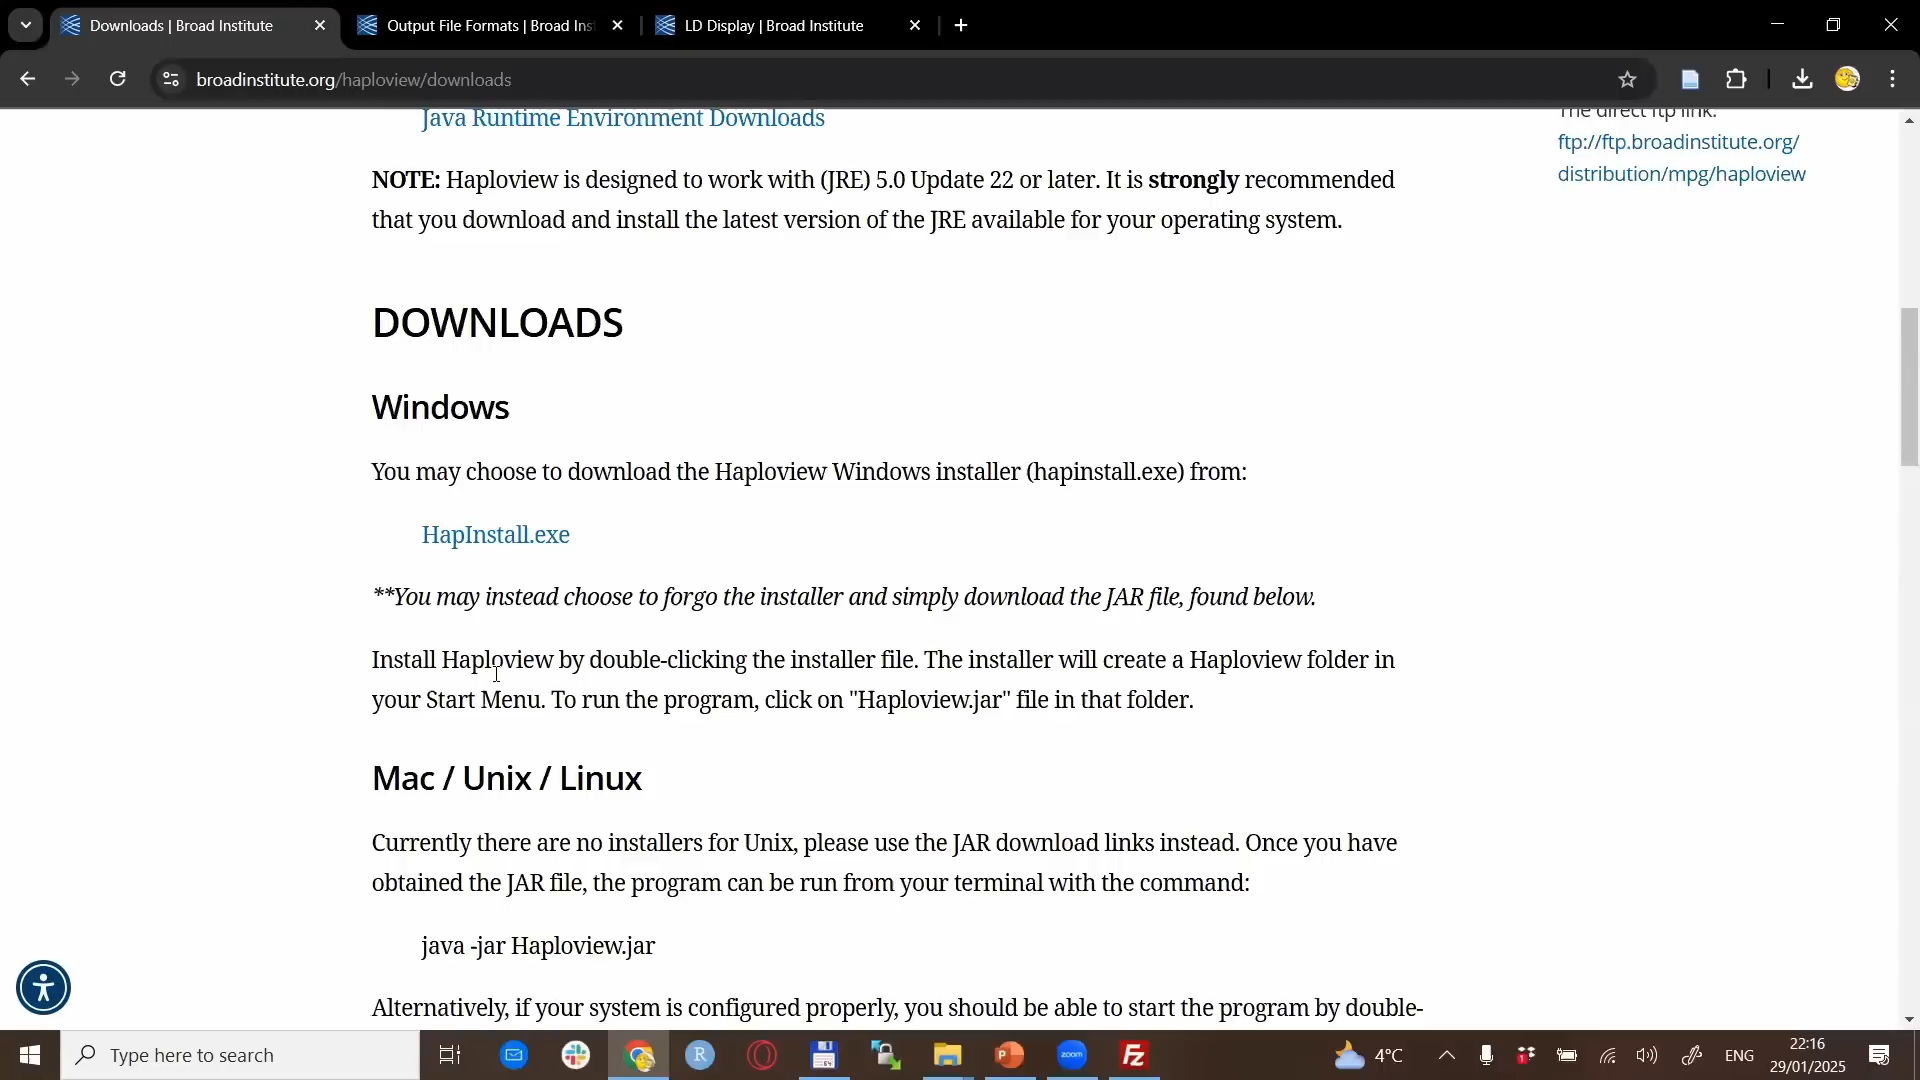 Downloads | Broad Institute
Output File Formats | Broad Ins
LD Display | Broad Institute
broadinstitute.org/haploview/downloads
Java Runtime Environment Downloads
The direct ftp link:
ftp://ftp.broadinstitute.org/
distribution/mpg/haploview
NOTE: Haploview is designed to work with (JRE) 5.0 Update 22 or later. It is strongly recommended
that you download and install the latest version of the JRE available for your operating system.
DOWNLOADS
Windows
You may choose to download the Haploview Windows installer (hapinstall.exe) from:
HapInstall.exe
**You may instead choose to forgo the installer and simply download the JAR file, found below.
Install Haploview by double-clicking the installer file. The installer will create a Haploview folder in
your Start Menu. To run the program, click on "Haploview.jar" file in that folder.
Mac / Unix / Linux
Currently there are no installers for Unix, please use the JAR download links instead. Once you have
obtained the JAR file, the program can be run from your terminal with the command:
java -jar Haploview.jar
Alternatively, if your system is configured properly, you should be able to start the program by double-
Type here to search
R
64
P
zoom
FZ
4°C
ENG
22:16
29/01/2025